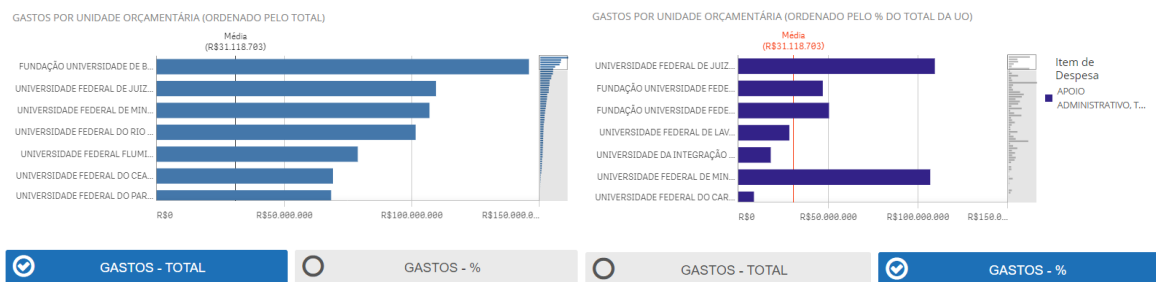 GASTOS POR UNIDADE ORÇAMENTÁRIA (ORDENADO PELO TOTAL)
Média
(R$31.118.703)
FUNDAÇÃO UNIVERSIDADE DE B...
UNIVERSIDADE FEDERAL DE JUIZ...
UNIVERSIDADE FEDERAL DE MIN...
UNIVERSIDADE FEDERAL DO RIO ...
UNIVERSIDADE FEDERAL FLUMI...
UNIVERSIDADE FEDERAL DO CEA...
UNIVERSIDADE FEDERAL DO PAR...
R$0
R$50.000.000
R$100.000.000
R$150.000.0...
GASTOS - TOTAL
GASTOS - %
GASTOS POR UNIDADE ORÇAMENTÁRIA (ORDENADO PELO % DO TOTAL DA UO)
Média
(R$31.118.703)
UNIVERSIDADE FEDERAL DE JUIZ...
FUNDAÇÃO UNIVERSIDADE FEDE...
FUNDAÇÃO UNIVERSIDADE FEDE...
UNIVERSIDADE FEDERAL DE LAV...
UNIVERSIDADE DA INTEGRAÇÃO ...
UNIVERSIDADE FEDERAL DE MIN...
UNIVERSIDADE FEDERAL DO CAR...
R$0
R$50.000.000
R$100.000.000
R$150.0...
Item de
Despesa
APOIO
ADMINISTRATIVO, T...
GASTOS - TOTAL
GASTOS - %